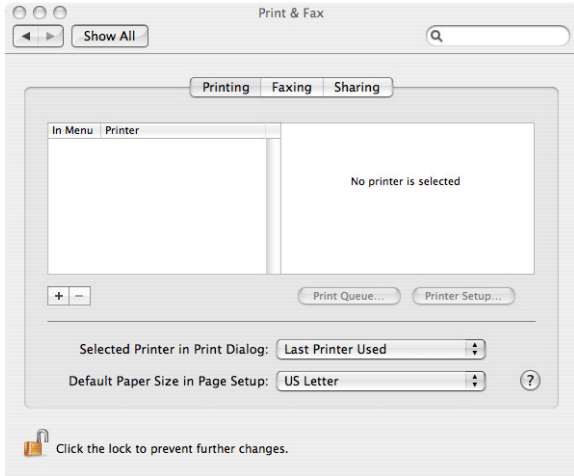 Print & Fax
Show All
Printing Faxing Sharing
In Menu Printer
No printer is selected
+ −
Print Queue... Printer Setup...
Selected Printer in Print Dialog: Last Printer Used
Default Paper Size in Page Setup: US Letter ?
Click the lock to prevent further changes.